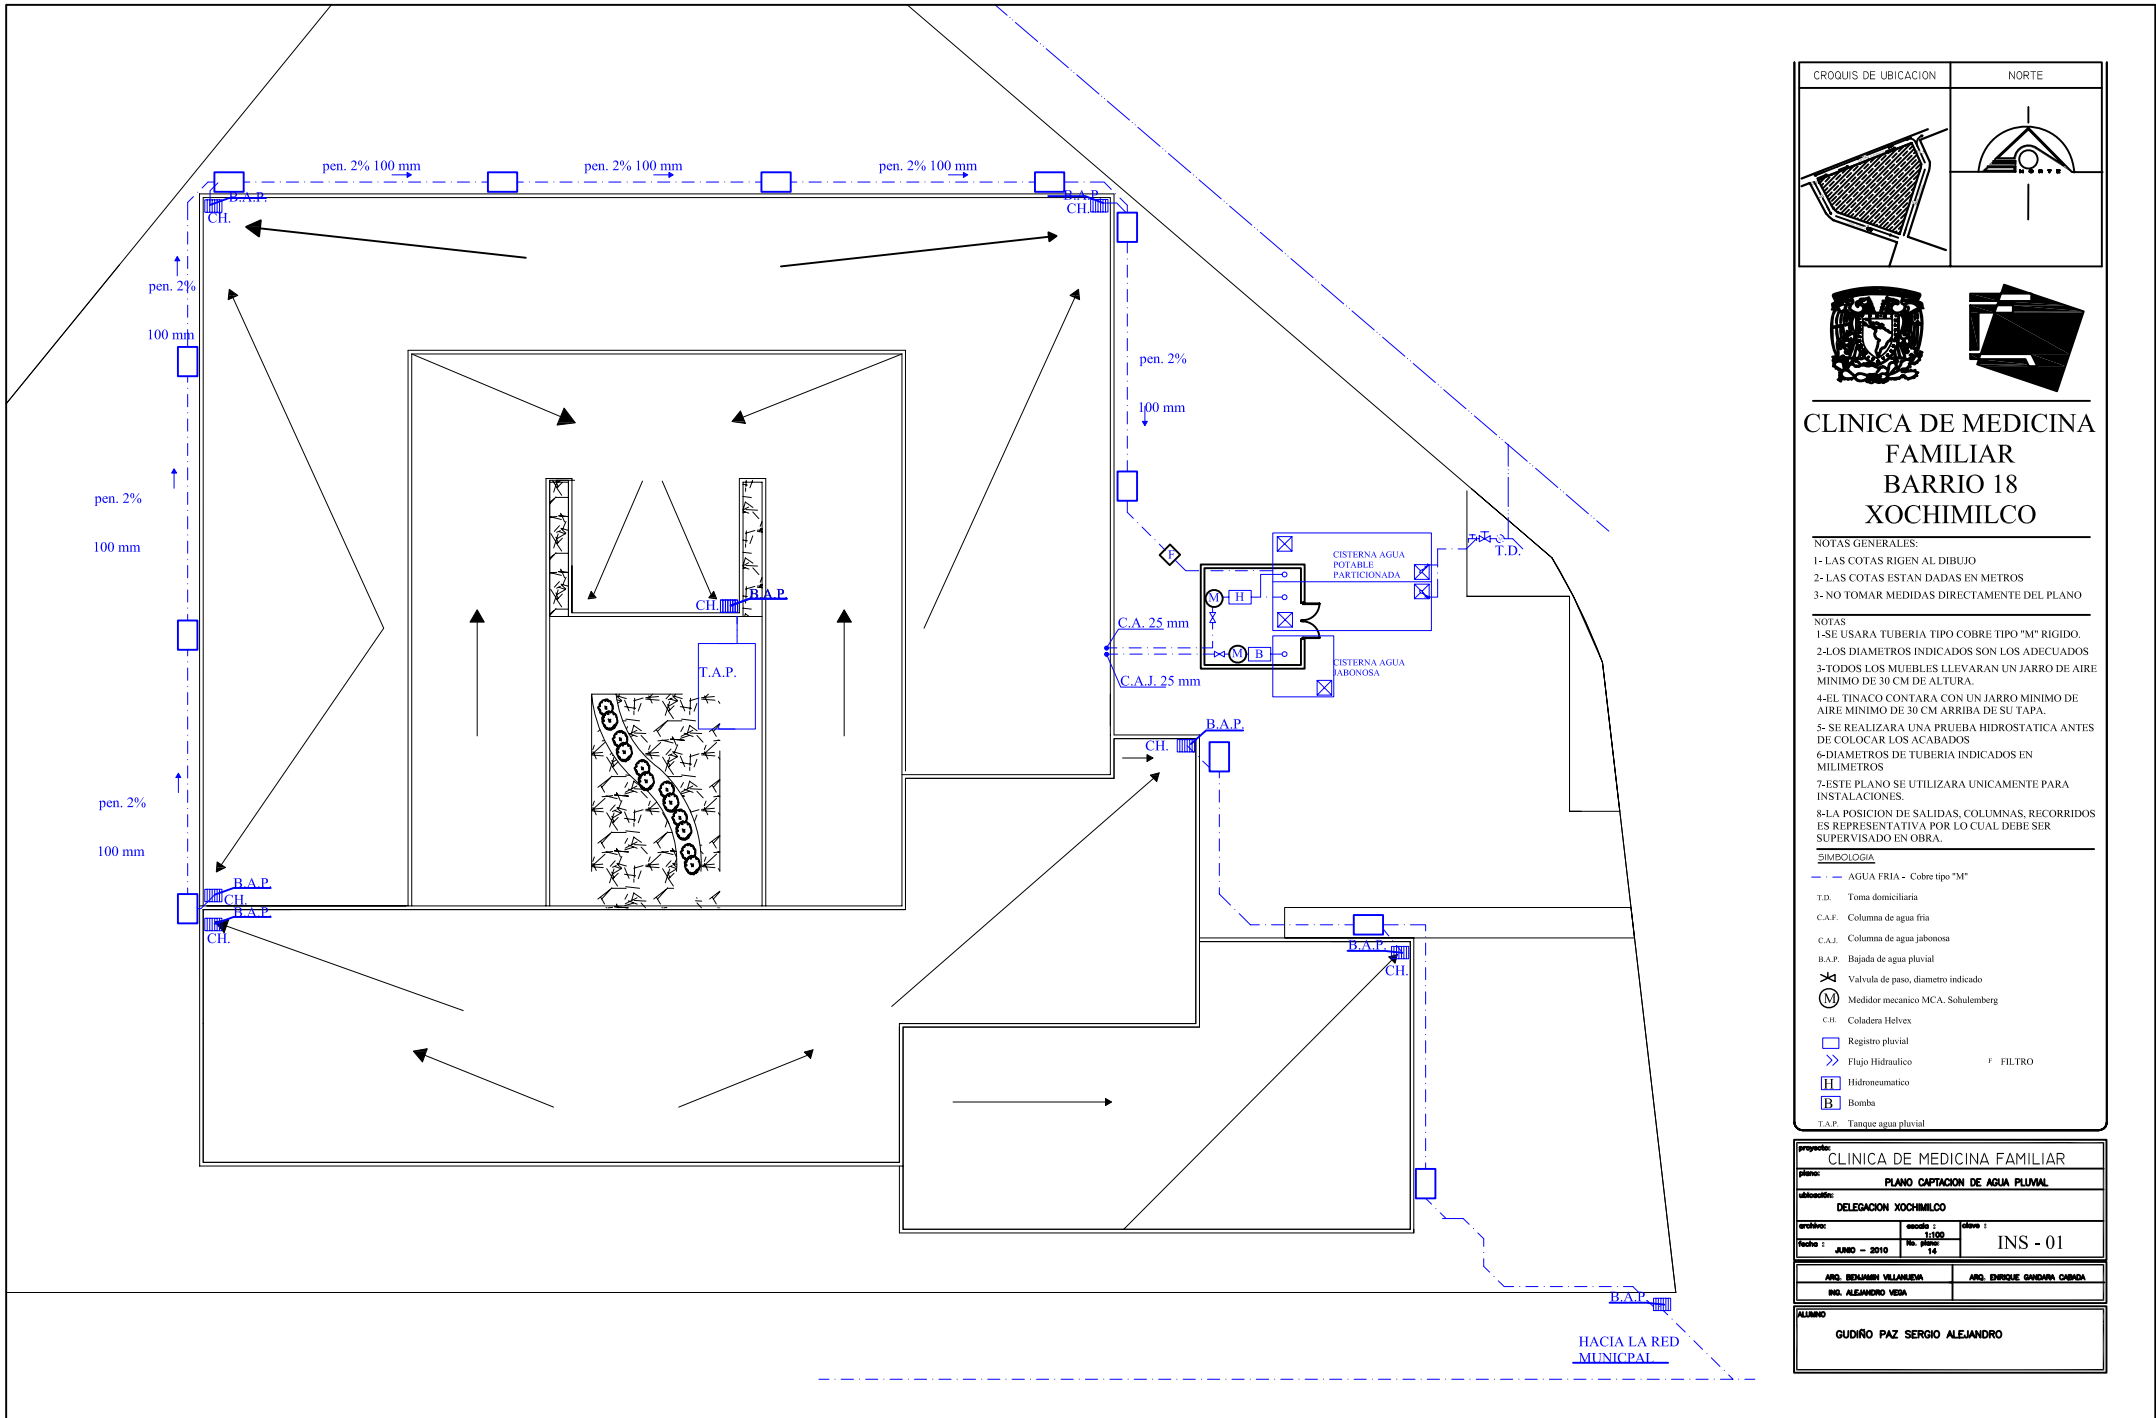 pen. 2% 100 mm
pen. 2% 100 mm
pen. 2% 100 mm
B.A.P.
CH.
B.A.P.
CH.
pen. 2%
100 mm
pen. 2%
100 mm
pen. 2%
100 mm
pen. 2%
100 mm
F
CISTERNA AGUA
POTABLE
PARTICIONADA
T.D.
M
H
C.A. 25 mm
M
B
C.A.J. 25 mm
CISTERNA AGUA
JABONOSA
CH.
B.A.P
T.A.P.
B.A.P.
CH.
B.A.P
CH.
B.A.P
CH.
B.A.P.
CH.
B.A.P.
HACIA LA RED
MUNICPAL
CROQUIS DE UBICACION
NORTE
NORTE
CLINICA DE MEDICINA
FAMILIAR
BARRIO 18
XOCHIMILCO
NOTAS GENERALES:
1- LAS COTAS RIGEN AL DIBUJO
2- LAS COTAS ESTAN DADAS EN METROS
3- NO TOMAR MEDIDAS DIRECTAMENTE DEL PLANO
NOTAS
1-SE USARA TUBERIA TIPO COBRE TIPO "M" RIGIDO.
2-LOS DIAMETROS INDICADOS SON LOS ADECUADOS
3-TODOS LOS MUEBLES LLEVARAN UN JARRO DE AIRE
MINIMO DE 30 CM DE ALTURA.
4-EL TINACO CONTARA CON UN JARRO MINIMO DE
AIRE MINIMO DE 30 CM ARRIBA DE SU TAPA.
5- SE REALIZARA UNA PRUEBA HIDROSTATICA ANTES
DE COLOCAR LOS ACABADOS
6-DIAMETROS DE TUBERIA INDICADOS EN
MILIMETROS
7-ESTE PLANO SE UTILIZARA UNICAMENTE PARA
INSTALACIONES.
8-LA POSICION DE SALIDAS, COLUMNAS, RECORRIDOS
ES REPRESENTATIVA POR LO CUAL DEBE SER
SUPERVISADO EN OBRA.
SIMBOLOGIA
AGUA FRIA - Cobre tipo "M"
T.D. Toma domiciliaria
C.A.F. Columna de agua fria
C.A.J. Columna de agua jabonosa
B.A.P. Bajada de agua pluvial
Valvula de paso, diametro indicado
M Medidor mecanico MCA. Sohulemberg
C.H. Coladera Helvex
Registro pluvial
Flujo Hidraulico F FILTRO
H Hidroneumatico
B Bomba
T.A.P. Tanque agua pluvial
proyecto:
CLINICA DE MEDICINA FAMILIAR
plano:
PLANO CAPTACION DE AGUA PLUVIAL
ubicación:
DELEGACION XOCHIMILCO
archivo:
escala :
1:100
clave :
INS - 01
fecha :
JUNIO - 2010
No. plano:
14
ARQ. BENJAMIN VILLANUEVA
ARQ. ENRIQUE GANDARA CABADA
ING. ALEJANDRO VEGA
ALUMNO
GUDIÑO PAZ SERGIO ALEJANDRO